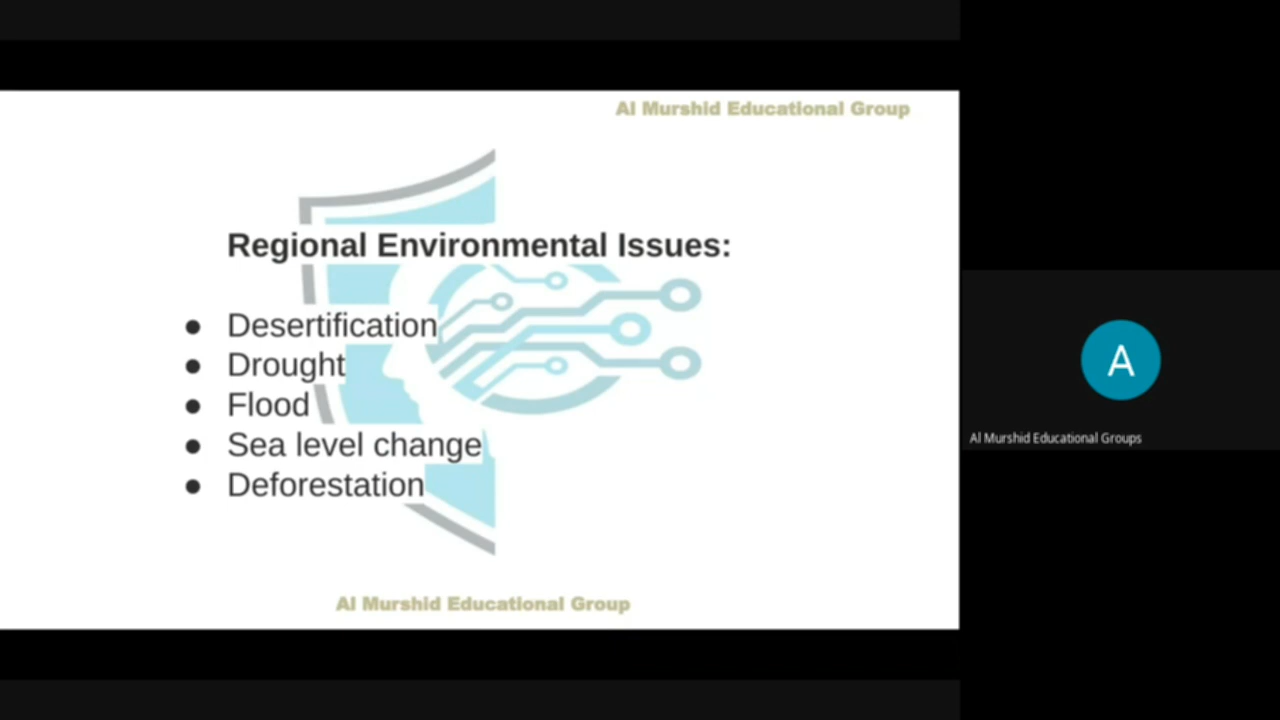 Al Murshid Educational Group
Regional Environmental Issues:
● Desertification
● Drought
● Flood
● Sea level change
● Deforestation
Al Murshid Educational Group
A
Al Murshid Educational Groups